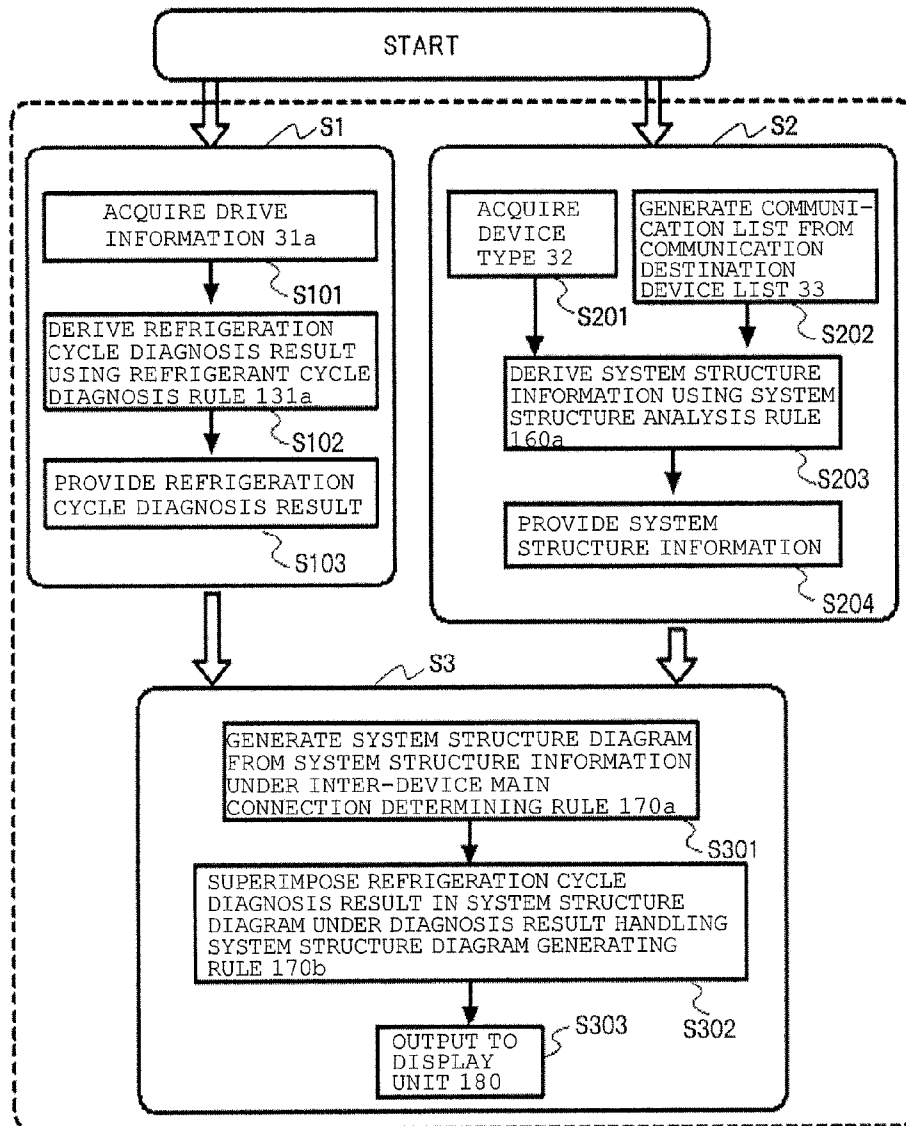 START
S1
ACQUIRE DRIVE
INFORMATION 31a
S101
DERIVE REFRIGERATION
CYCLE DIAGNOSIS RESULT
USING REFRIGERANT CYCLE
DIAGNOSIS RULE 131a
S102
PROVIDE REFRIGERATION
CYCLE DIAGNOSIS RESULT
S103
S2
ACQUIRE
DEVICE
TYPE 32
S201
GENERATE COMMUNI-
CATION LIST FROM
COMMUNICATION
DESTINATION
DEVICE LIST 33
S202
DERIVE SYSTEM STRUCTURE
INFORMATION USING SYSTEM
STRUCTURE ANALYSIS RULE
160a
S203
PROVIDE SYSTEM
STRUCTURE INFORMATION
S204
S3
GENERATE SYSTEM STRUCTURE DIAGRAM
FROM SYSTEM STRUCTURE INFORMATION
UNDER INTER-DEVICE MAIN
CONNECTION DETERMINING RULE 170a
S301
SUPERIMPOSE REFRIGERATION CYCLE
DIAGNOSIS RESULT IN SYSTEM STRUCTURE
DIAGRAM UNDER DIAGNOSIS RESULT HANDLING
SYSTEM STRUCTURE DIAGRAM GENERATING
RULE 170b
S302
OUTPUT TO
DISPLAY
UNIT 180
S303